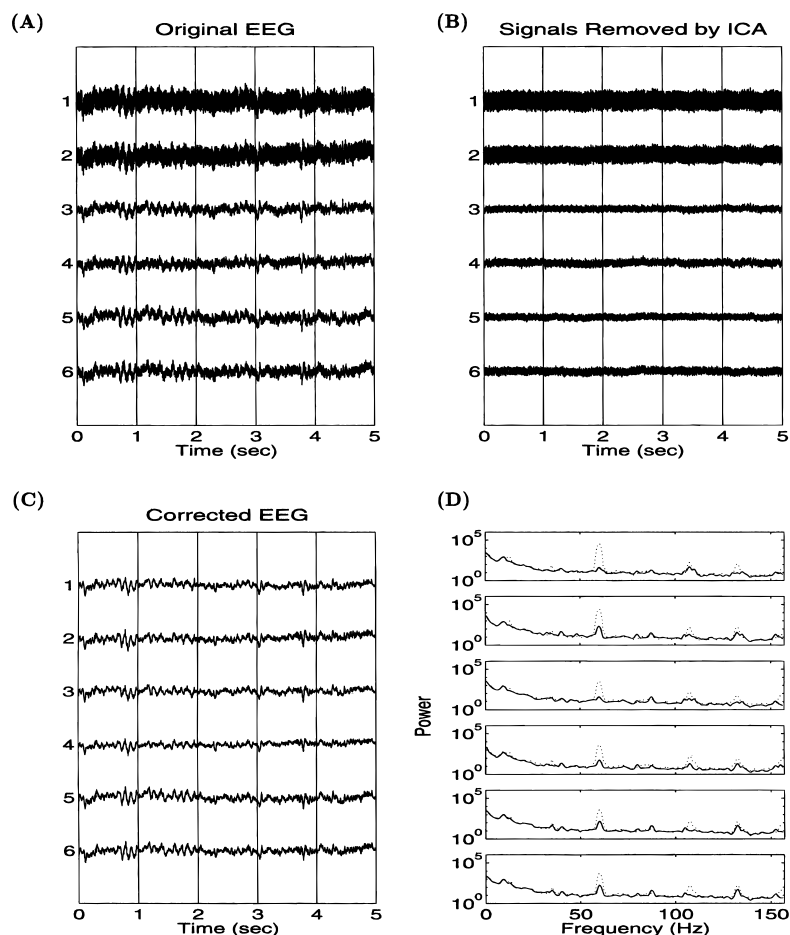 (A)
Original EEG
1
2
3
4
5
6
0 1 2 3 4 5
Time (sec)
(B)
Signals Removed by ICA
1
2
3
4
5
6
0 1 2 3 4 5
Time (sec)
(C)
Corrected EEG
1
2
3
4
5
6
0 1 2 3 4 5
Time (sec)
(D)
Power
10^5
10^0
10^5
10^0
10^5
10^0
10^5
10^0
10^5
10^0
10^5
10^0
0 50 100 150
Frequency (Hz)